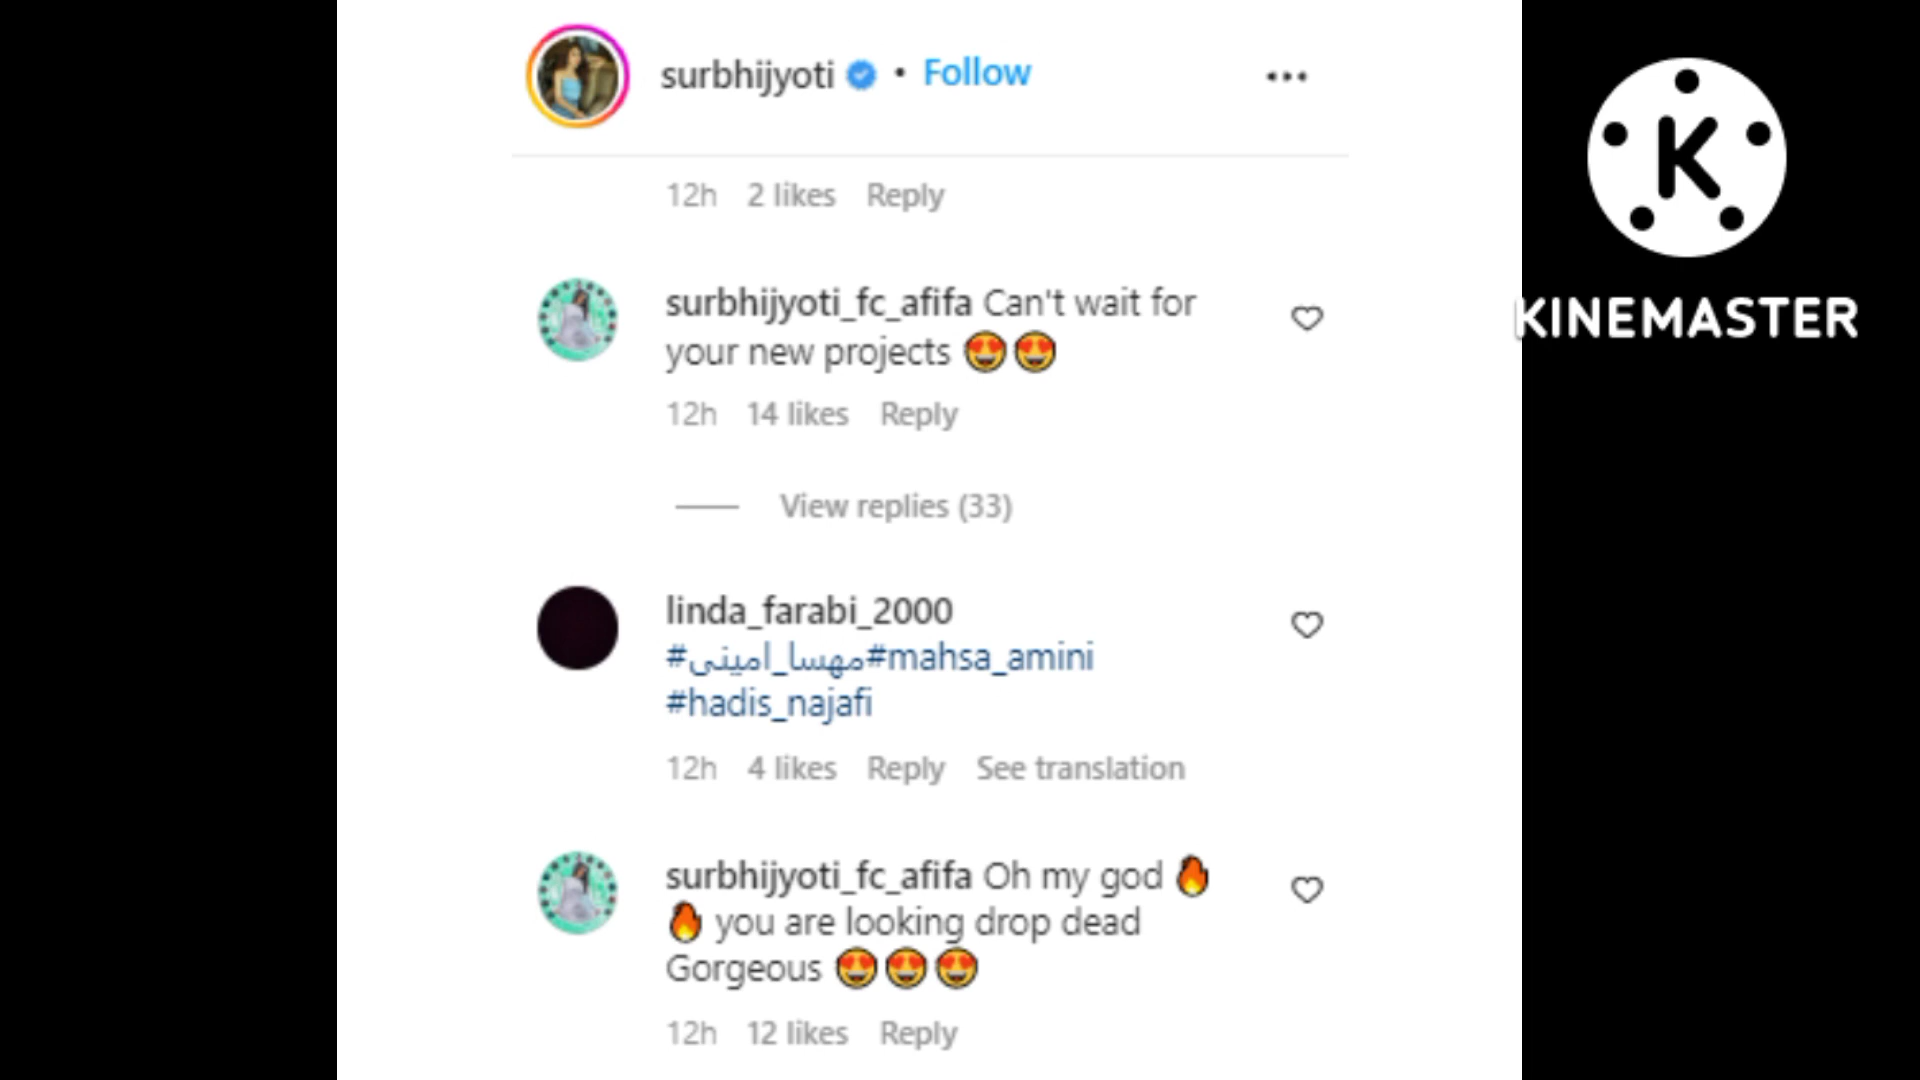 surbhijyoti • Follow
12h 2 likes Reply
surbhijyoti_fc_afifa Can't wait for
your new projects 😍😍
12h 14 likes Reply
View replies (33)
linda_farabi_2000
#مهسا_امینی#mahsa_amini
#hadis_najafi
12h 4 likes Reply See translation
surbhijyoti_fc_afifa Oh my god 🔥
🔥 you are looking drop dead
Gorgeous 😍😍😍
12h 12 likes Reply
K
KINEMASTER